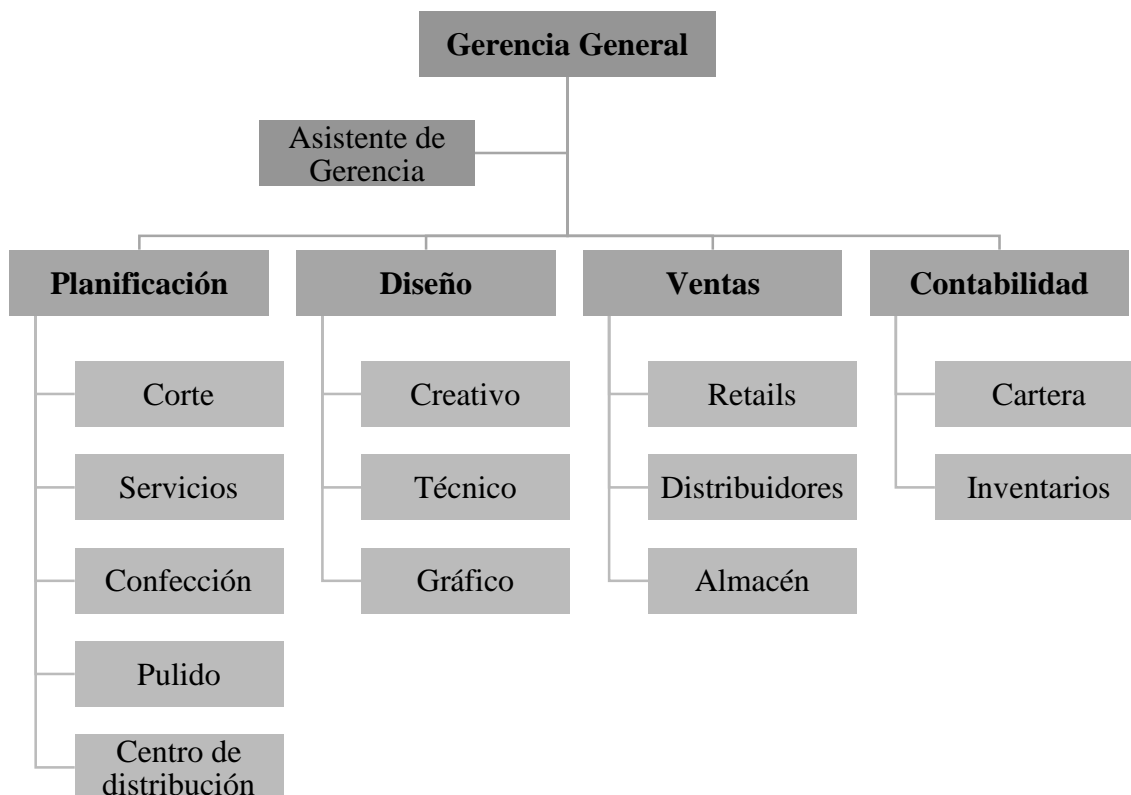 Gerencia General
Asistente de
Gerencia
Planificación
Diseño
Ventas
Contabilidad
Corte
Creativo
Retails
Cartera
Servicios
Técnico
Distribuidores
Inventarios
Confección
Gráfico
Almacén
Pulido
Centro de
distribución